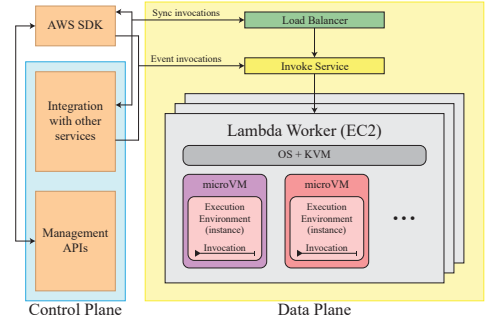 AWS SDK
Sync invocations
Load Balancer
Event invocations
Invoke Service
Integration
with other
services
Management
APIs
Control Plane
Lambda Worker (EC2)
OS + KVM
microVM
Execution
Environment
(instance)
Invocation
microVM
Execution
Environment
(instance)
Invocation
...
Data Plane